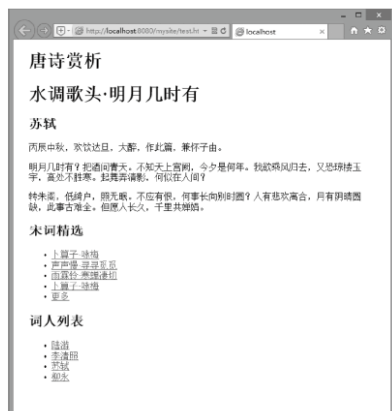 http://localhost:8080/mysite/test.ht
localhost
唐诗赏析
水调歌头·明月几时有
苏轼
丙辰中秋，欢饮达旦，大醉，作此篇，兼怀子由。
明月几时有？把酒问青天。不知天上宫阙，今夕是何年。我欲乘风归去，又恐琼楼玉
宇，高处不胜寒。起舞弄清影，何似在人间？
转朱阁，低绮户，照无眠。不应有恨，何事长向别时圆？人有悲欢离合，月有阴晴圆
缺，此事古难全。但愿人长久，千里共婵娟。
宋词精选
• 卜算子·咏梅
• 声声慢·寻寻觅觅
• 雨霖铃·寒蝉凄切
• 卜算子·咏梅
• 更多
词人列表
• 陆游
• 李清照
• 苏轼
• 柳永